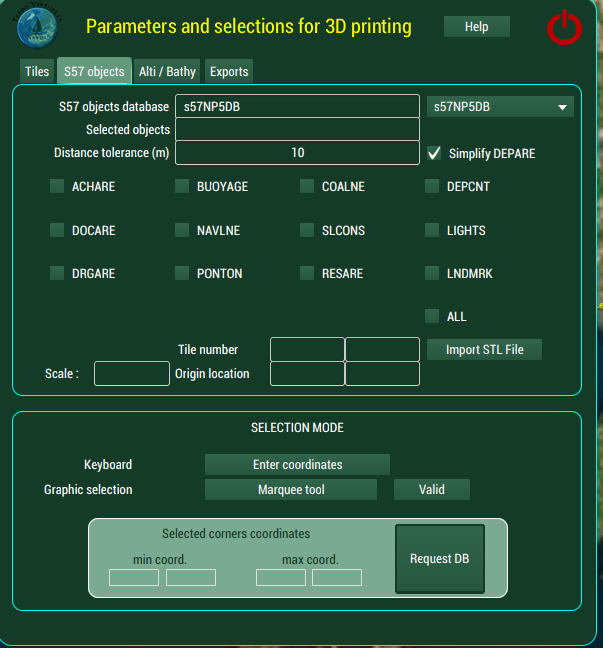 Parameters and selections for 3D printing
Help
Tiles S57 objects Alti / Bathy Exports
S57 objects database s57NP5DB s57NP5DB
Selected objects
Distance tolerance (m) 10 Simplify DEPARE
ACHARE BUOYAGE COALNE DEPCNT
DOCARE NAVLNE SLCONS LIGHTS
DRGARE PONTON RESARE LNDMRK
ALL
Tile number Import STL File
Scale : Origin location
SELECTION MODE
Keyboard Enter coordinates
Graphic selection Marquee tool Valid
Selected corners coordinates
min coord. max coord.
Request DB